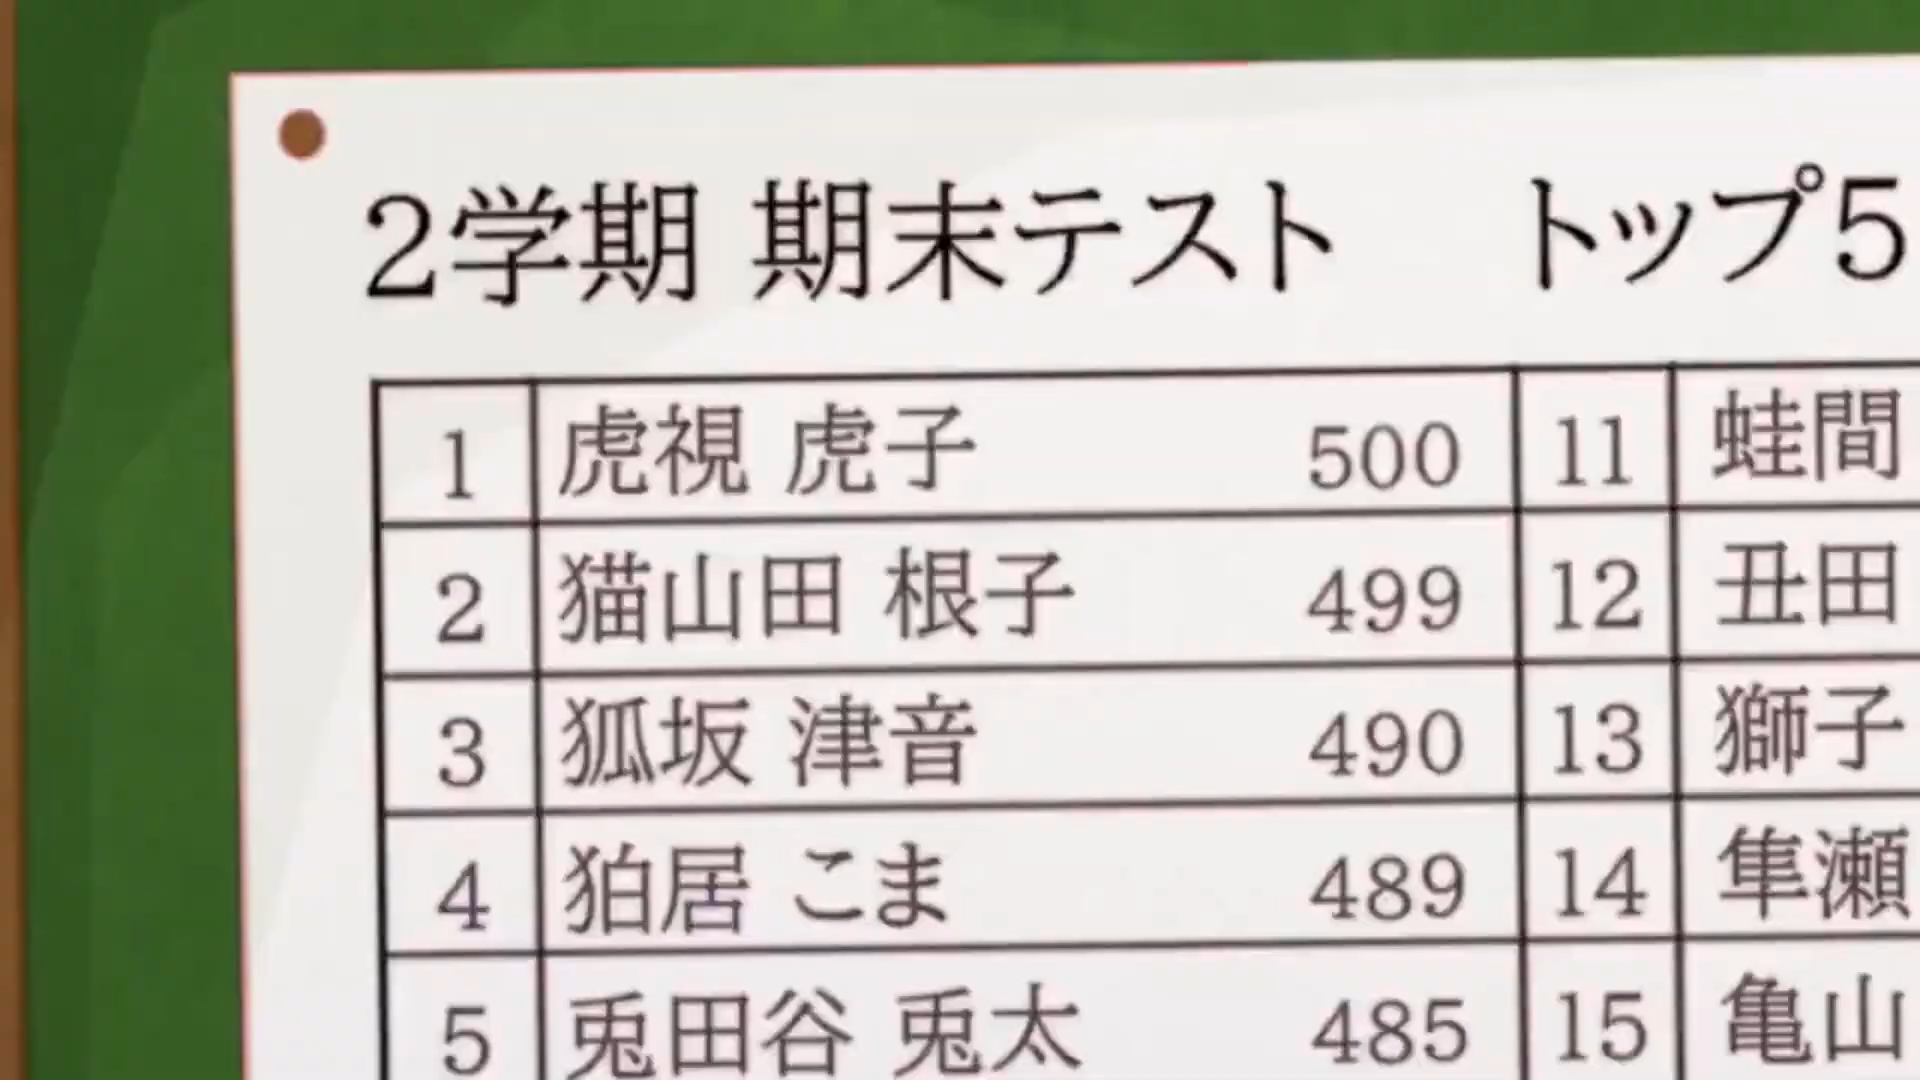 2学期 期末テスト トップ5
1 虎視 虎子 500 11 蛙間
2 猫山田 根子 499 12 丑田
3 狐坂 津音 490 13 獅子
4 狛居 こま 489 14 隼瀬
5 兎田谷 兎太 485 15 亀山